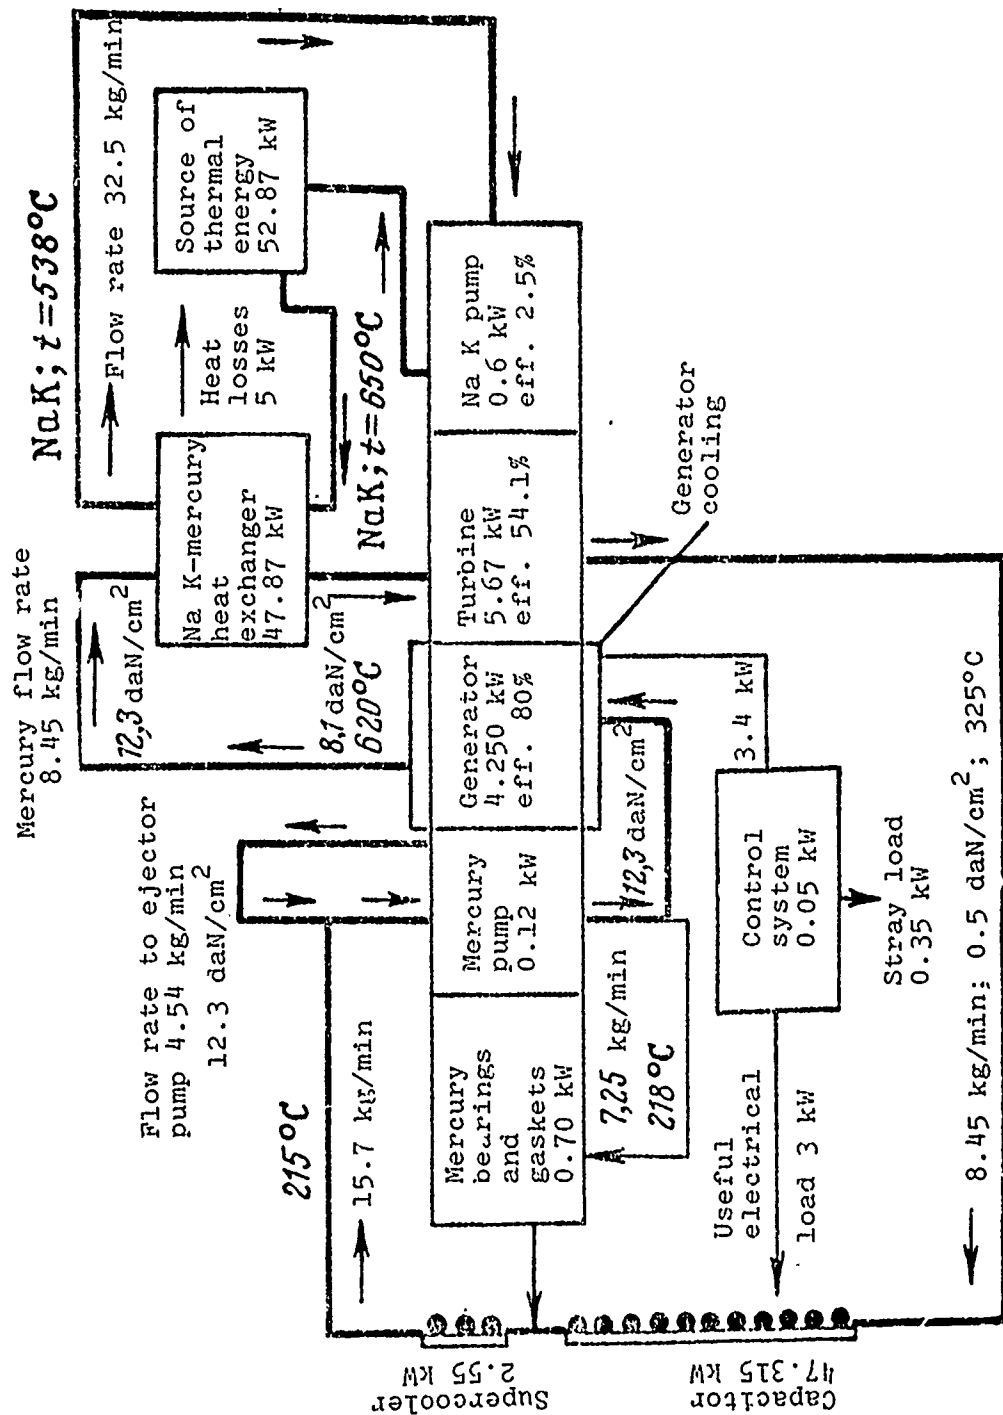 NaK; t=538°C
Flow rate 32.5 kg/min
Source of
thermal
energy
52.87 kW
Heat
losses
5 kW
NaK; t=650°C
Na K-mercury
heat
exchanger
47.87 kW
Mercury flow rate
8.45 kg/min
12,3 daN/cm²
8,1 daN/cm²
620°C
Flow rate to ejector
pump 4.54 kg/min
12.3 daN/cm²
215°C
15.7 kg/min
Na K pump
0.6 kW
eff. 2.5%
Turbine
5.67 kW
eff. 54.1%
Generator
4.250 kW
eff. 80%
Mercury
pump
0.12 kW
Mercury
bearings
and
gaskets
0.70 kW
Generator
cooling
12,3 daN/cm²
7,25 kg/min
218°C
3.4 kW
Control
system
0.05 kW
Stray load
0.35 kW
Useful
electrical
load 3 kW
8.45 kg/min; 0.5 daN/cm²; 325°C
Supercooler
2.55 kW
Capacitor
47.315 kW